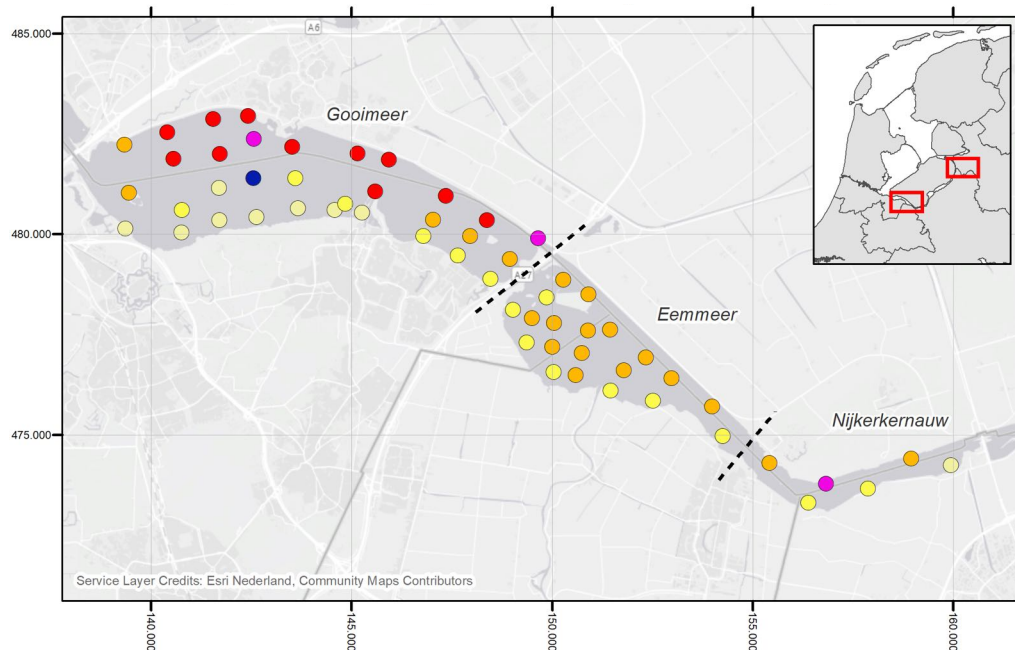 485.000
A6
Gooimeer
480.000
Eemmeer
475.000
Nijkerkernauw
Service Layer Credits: Esri Nederland, Community Maps Contributors
140.000
145.000
150.000
155.000
160.000